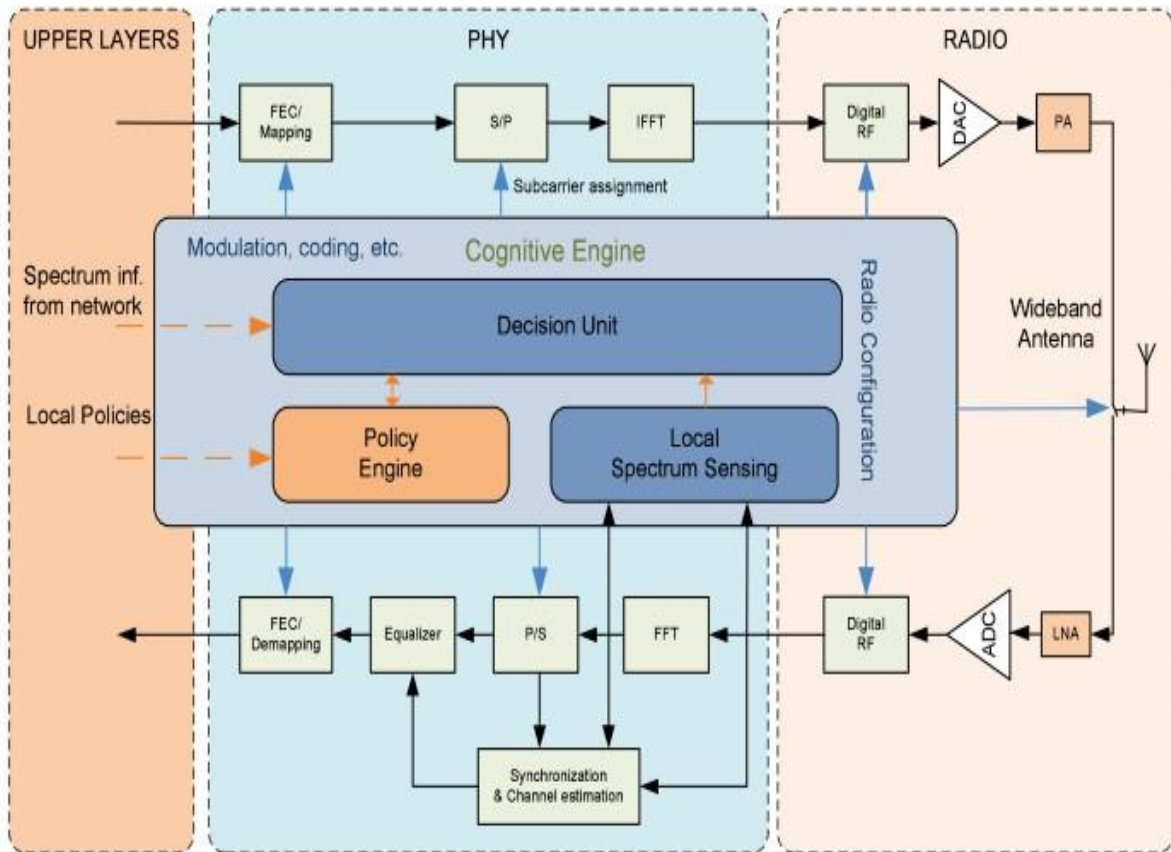 UPPER LAYERS
PHY
RADIO
FEC/
Mapping
S/P
IFFT
Digital
RF
DAC
PA
Subcarrier assignment
Modulation, coding, etc.
Cognitive Engine
Spectrum inf.
from network
Decision Unit
Radio Configuration
Wideband
Antenna
Local Policies
Policy
Engine
Local
Spectrum Sensing
FEC/
Demapping
Equalizer
P/S
FFT
Digital
RF
ADC
LNA
Synchronization
& Channel estimation